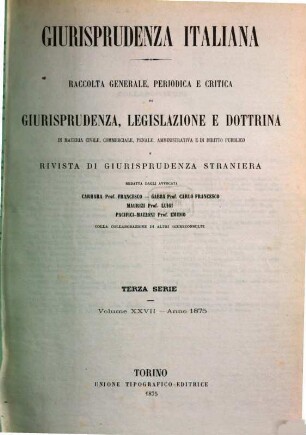 GIURISPRUDENZA ITALIANA
RACCOLTA GENERALE, PERIODICA E CRITICA
DI
GIURISPRUDENZA, LEGISLAZIONE E DOTTRINA
IN MATERIA CIVILE, COMMERCIALE, PENALE, AMMINISTRATIVA E DI DIRITTO PUBBLICO
E
RIVISTA DI GIURISPRUDENZA STRANIERA
REDATTA DAGLI AVVOCATI
CARRARA Prof. FRANCESCO — GABBA Prof. CARLO FRANCESCO
MAURIZI Prof. LUIGI
PACIFICI-MAZZONI Prof. EMIDIO
COLLA COLLABORAZIONE DI ALTRI GIURECONSULTI
TERZA SERIE
Volume XXVII — Anno 1875
TORINO
UNIONE TIPOGRAFICO-EDITRICE
1875